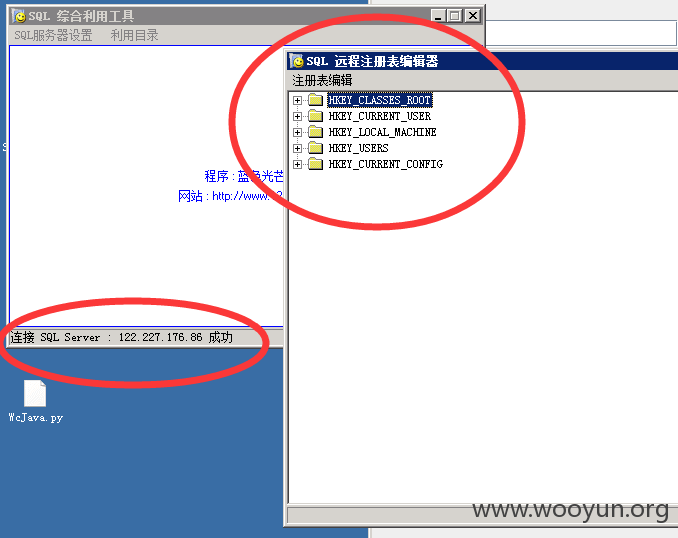 SQL 综合利用工具
SQL服务器设置 利用目录
程序 : 蓝色光芒
网站 : http://www.
连接 SQL Server : 122.227.176.86 成功
WcJava.py
SQL 远程注册表编辑器
注册表编辑
HKEY_CLASSES_ROOT
HKEY_CURRENT_USER
HKEY_LOCAL_MACHINE
HKEY_USERS
HKEY_CURRENT_CONFIG
www.wooyun.org